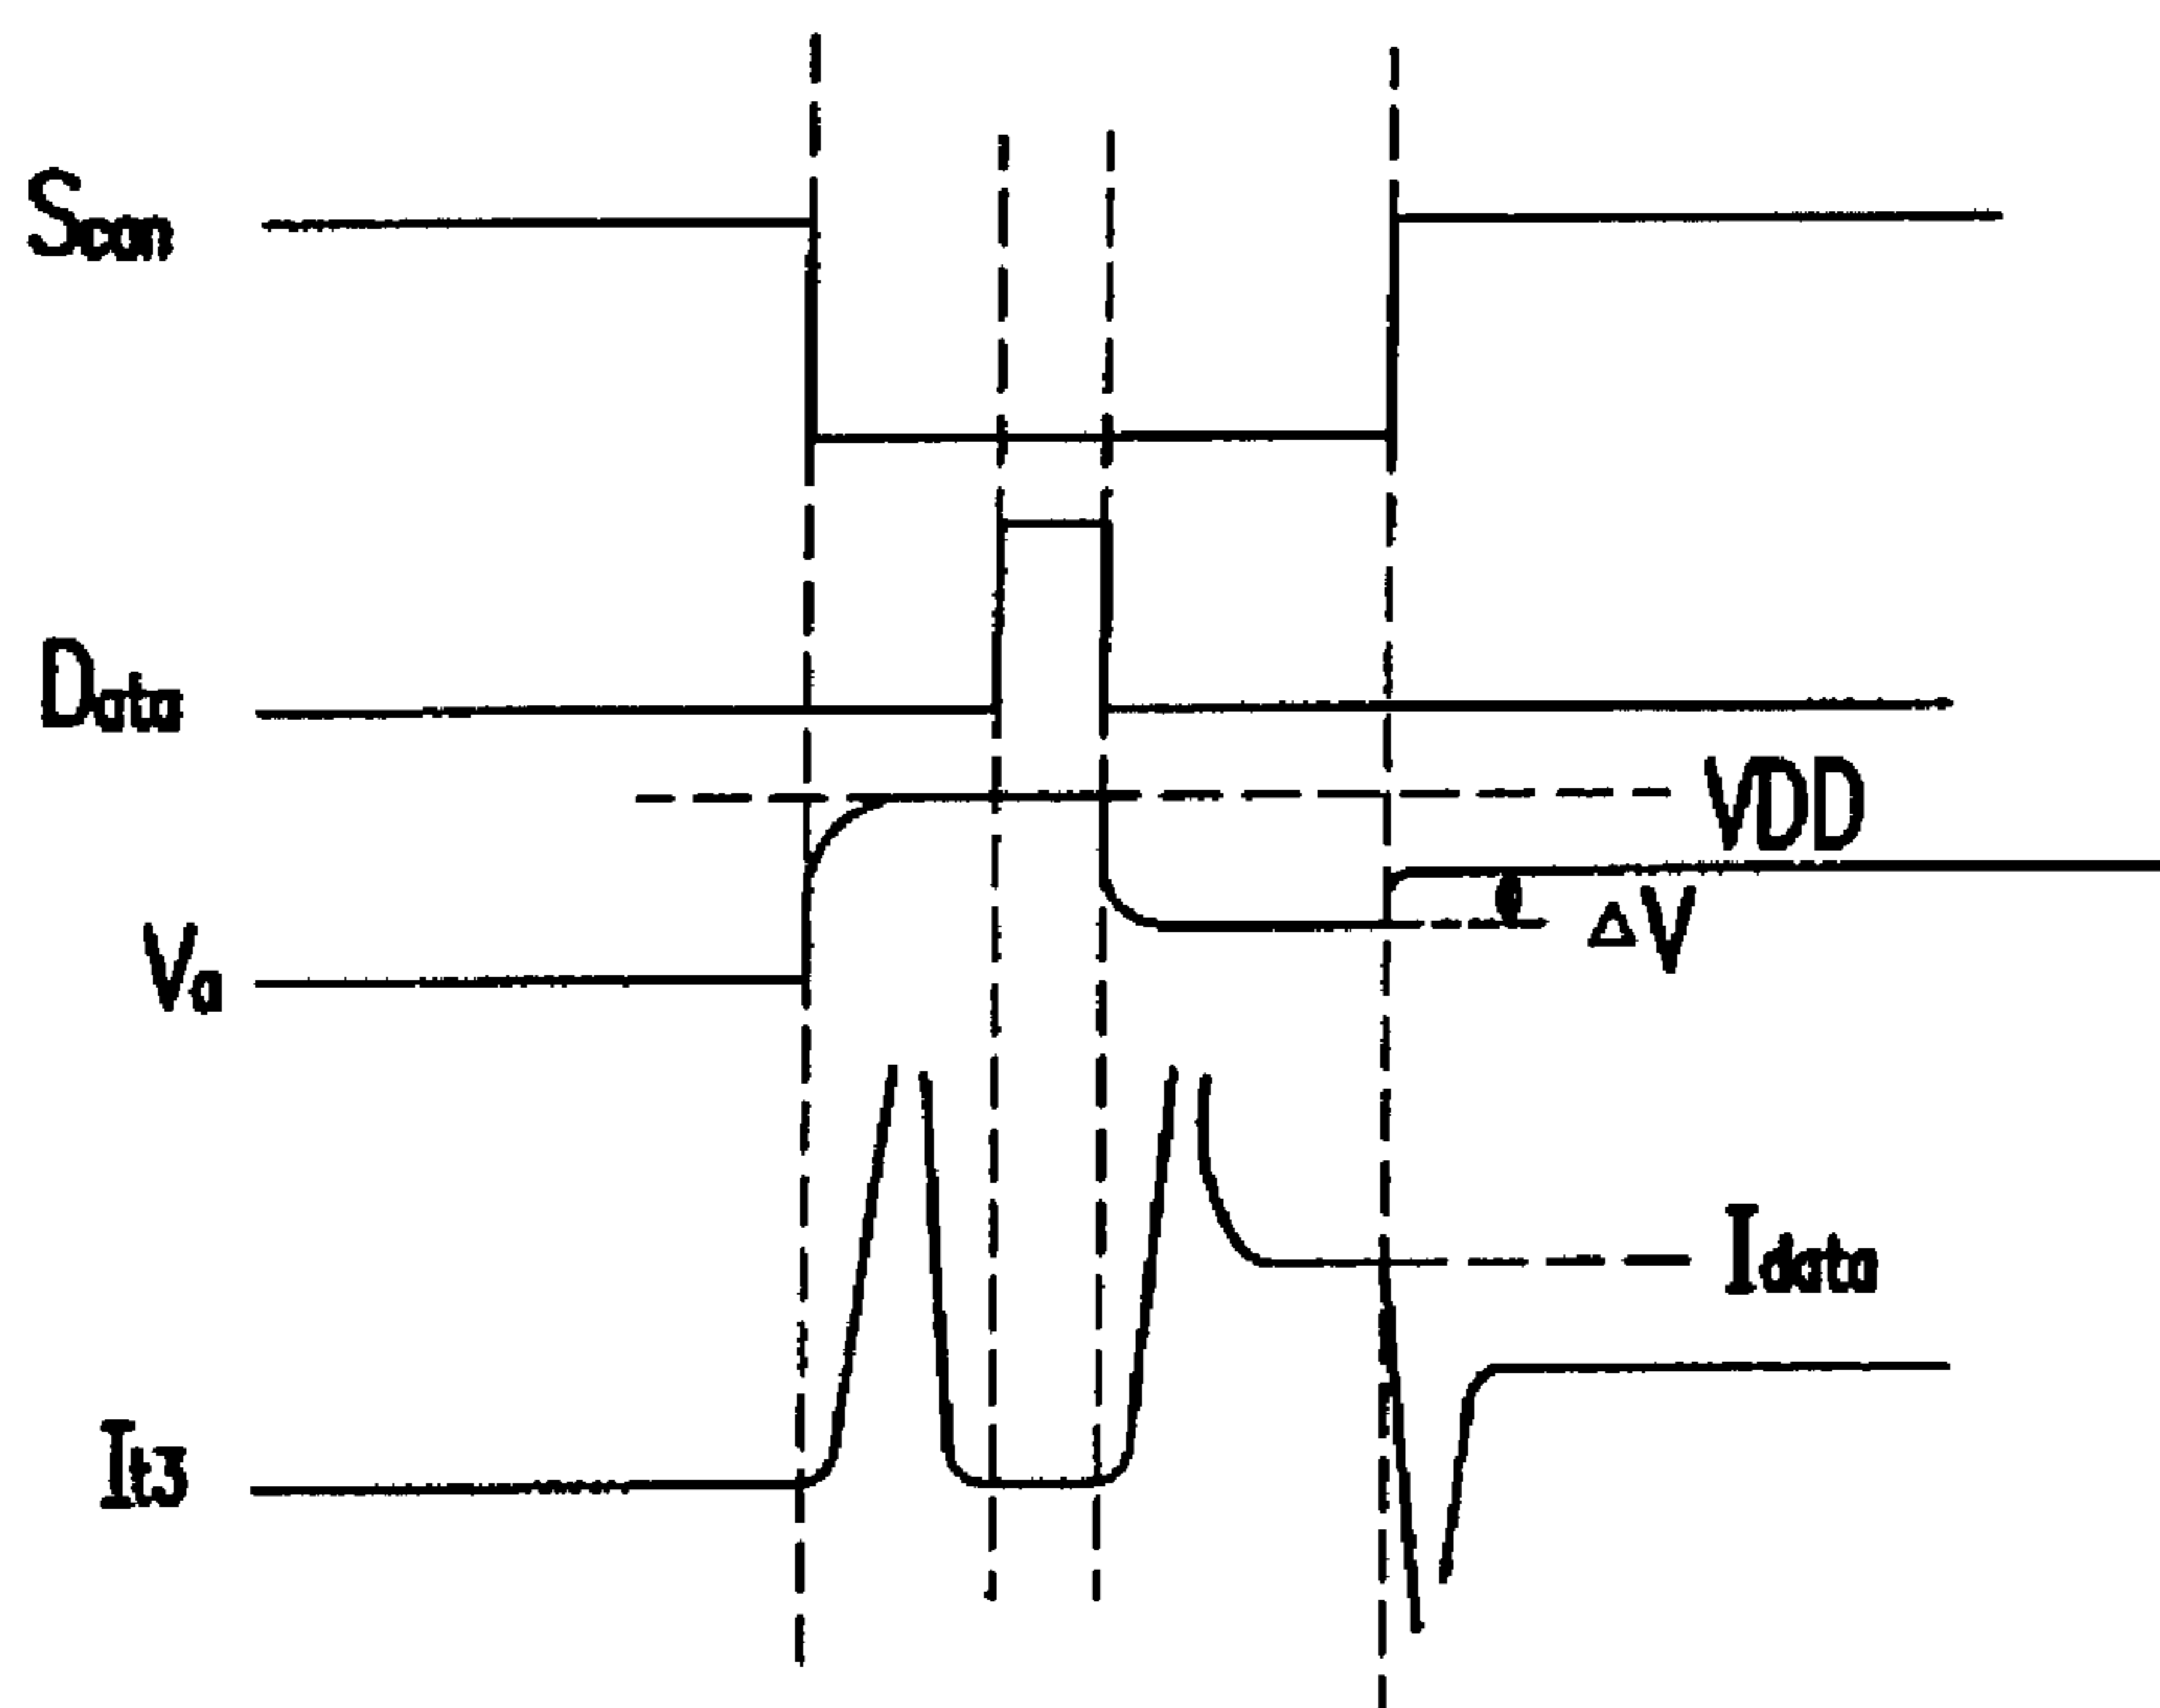 Scan
Data
VDD
Va
ΔV
Idata
It3